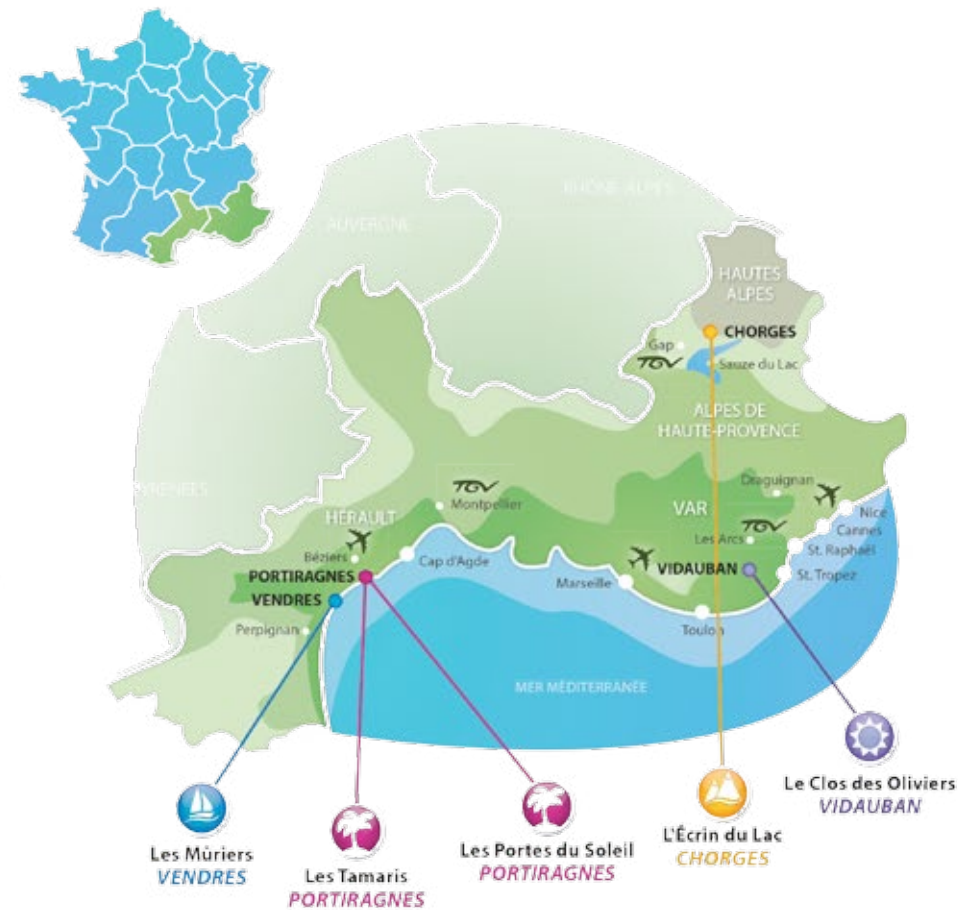 RHÔNE-ALPES
AUVERGNE
HAUTES
ALPES
CHORGES
Gap
TGV
Sauze du Lac
ALPES DE
HAUTE-PROVENCE
Draguignan
TGV
Montpellier
HÉRAULT
VAR
TGV
Nice
Cannes
Les Arcs
St. Raphaël
Béziers
Cap d'Agde
PORTIRAGNES
Marseille
VIDAUBAN
St. Tropez
VENDRES
Perpignan
Toulon
MER MÉDITERRANÉE
Le Clos des Oliviers
VIDAUBAN
L'Écrin du Lac
CHORGES
Les Portes du Soleil
PORTIRAGNES
Les Mûriers
VENDRES
Les Tamaris
PORTIRAGNES